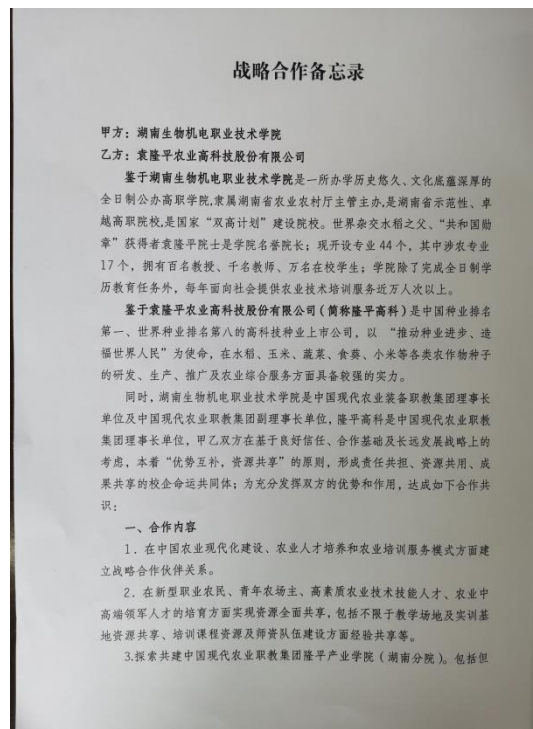 战略合作备忘录
甲方：湖南生物机电职业技术学院
乙方：袁隆平农业高科技股份有限公司
鉴于湖南生物机电职业技术学院是一所办学历史悠久、文化底蕴深厚的
全日制公办高职学院,隶属湖南省农业农村厅主管主办,是湖南省示范性、卓
越高职院校,是国家“双高计划”建设院校。世界杂交水稻之父、“共和国勋
章”获得者袁隆平院士是学院名誉院长；现开设专业44个，其中涉农专业
17个，拥有百名教授、千名教师、万名在校学生；学院除了完成全日制学
历教育任务外，每年面向社会提供农业技术培训服务近万人次以上。
鉴于袁隆平农业高科技股份有限公司(简称隆平高科)是中国种业排名
第一、世界种业排名第八的高科技种业上市公司，以 “推动种业进步、造
福世界人民”为使命，在水稻、玉米、蔬菜、食葵、小米等各类农作物种子
的研发、生产、推广及农业综合服务方面具备较强的实力。
同时，湖南生物机电职业技术学院是中国现代农业装备职教集团理事长
单位及中国现代农业职教集团副理事长单位，隆平高科是中国现代农业职教
集团理事长单位，甲乙双方在基于良好信任、合作基础及长远发展战略上的
考虑，本着“优势互补，资源共享”的原则，形成责任共担、资源共用、成
果共享的校企命运共同体；为充分发挥双方的优势和作用，达成如下合作共
识：
一、合作内容
1．在中国农业现代化建设、农业人才培养和农业培训服务模式方面建
立战略合作伙伴关系。
2．在新型职业农民、青年农场主、高素质农业技术技能人才、农业中
高端领军人才的培育方面实现资源全面共享，包括不限于教学场地及实训基
地资源共享、培训课程资源及师资队伍建设方面经验共享等。
3.探索共建中国现代农业职教集团隆平产业学院（湖南分院）。包括但